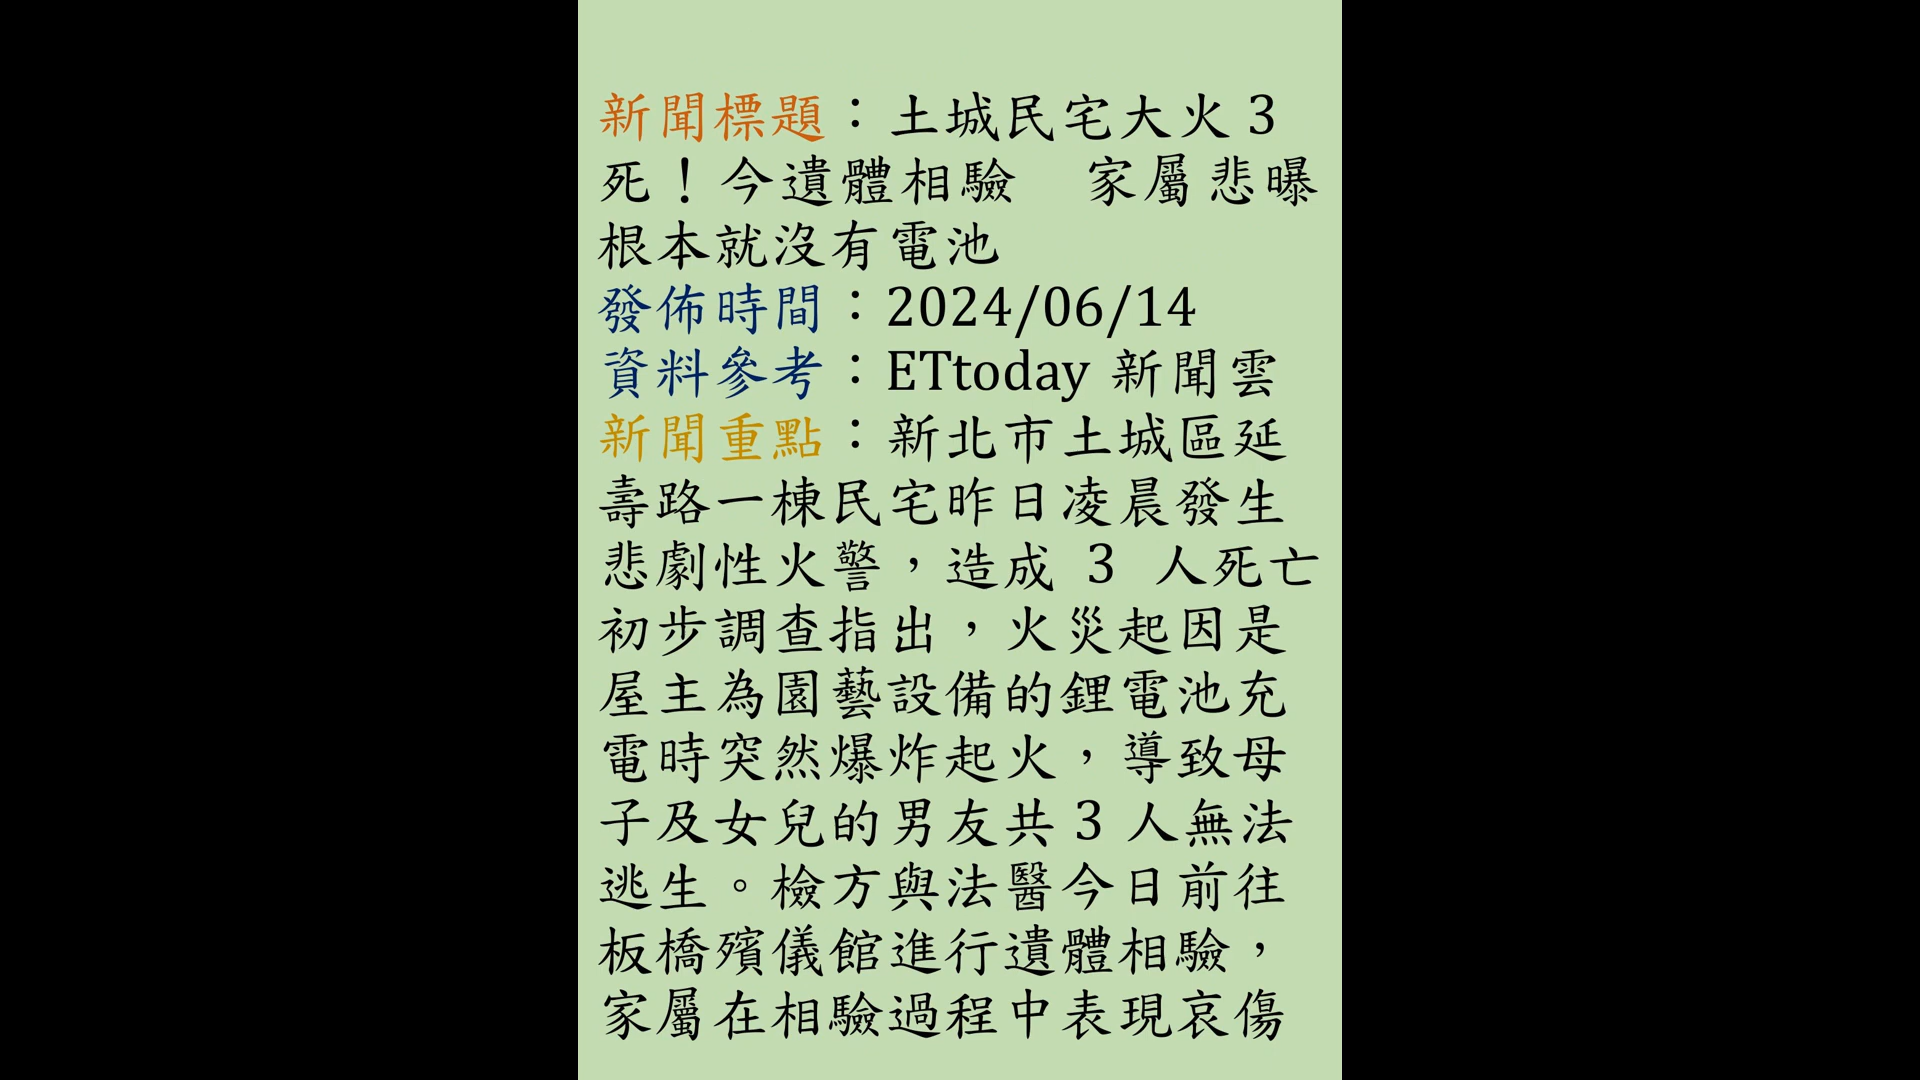 新聞標題：土城民宅大火3
死！今遺體相驗　家屬悲曝
根本就沒有電池
發佈時間：2024/06/14
資料參考：ETtoday 新聞雲
新聞重點：新北市土城區延
壽路一棟民宅昨日凌晨發生
悲劇性火警，造成 3 人死亡
初步調查指出，火災起因是
屋主為園藝設備的鋰電池充
電時突然爆炸起火，導致母
子及女兒的男友共 3 人無法
逃生。檢方與法醫今日前往
板橋殯儀館進行遺體相驗，
家屬在相驗過程中表現哀傷